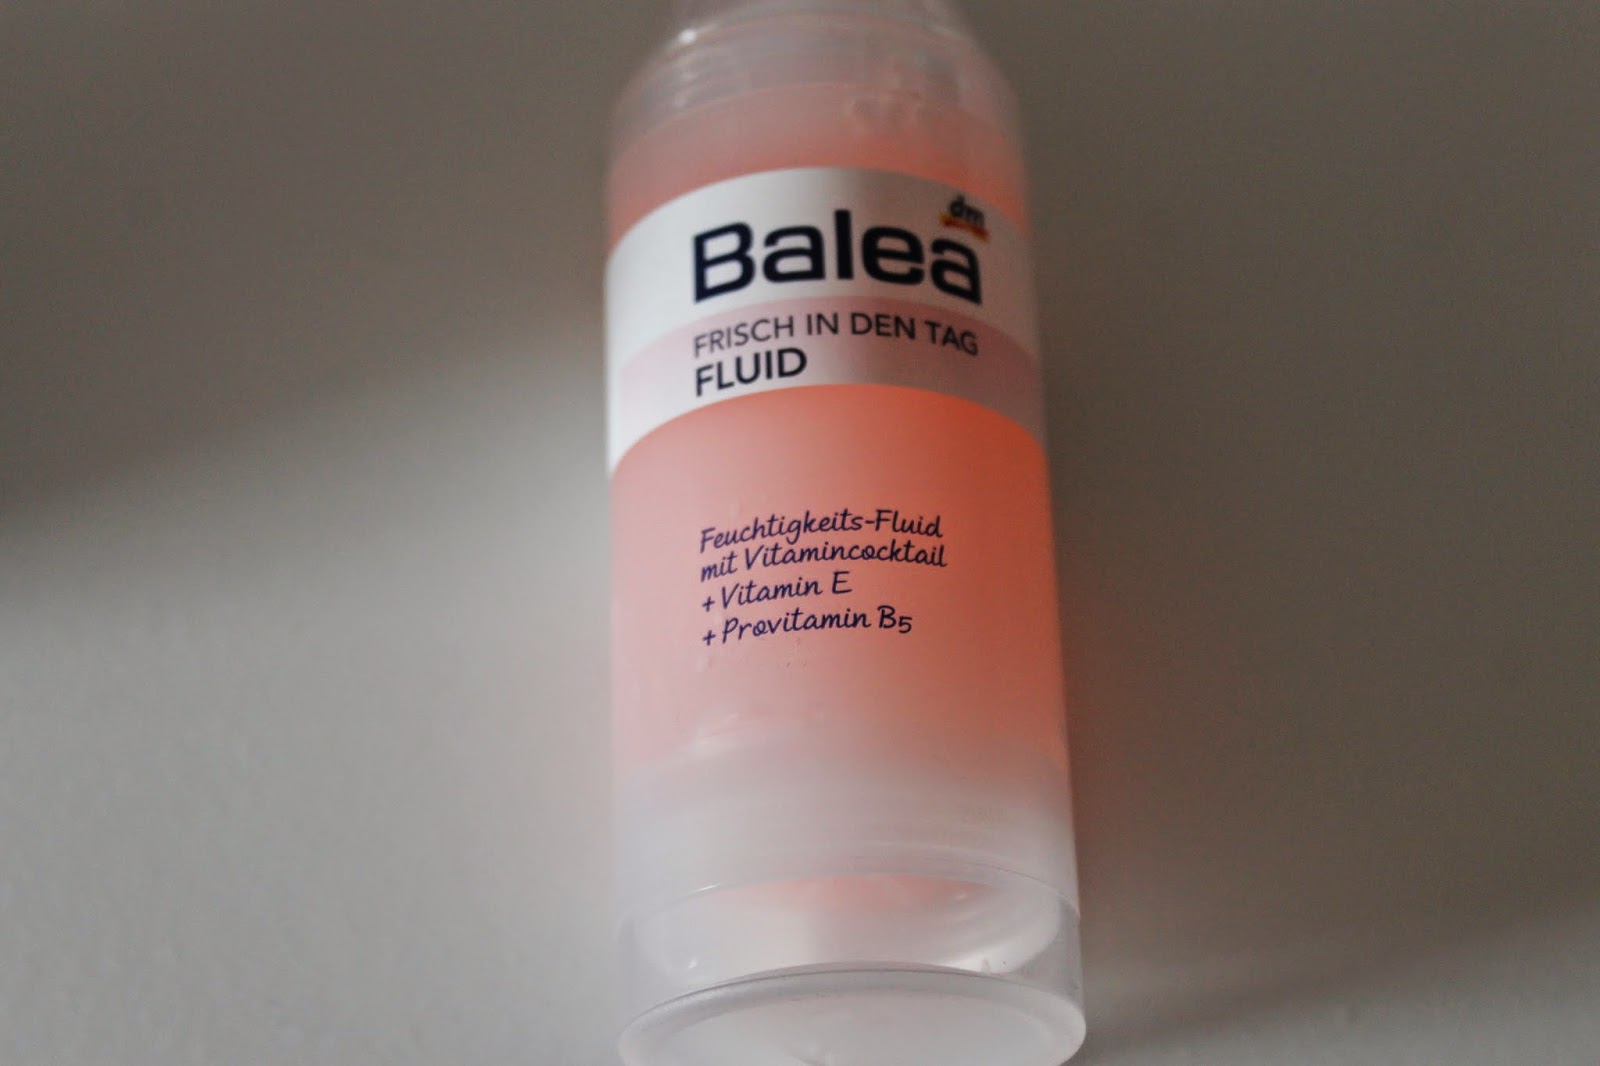 dm
Balea
FRISCH IN DEN TAG
FLUID
Feuchtigkeits-Fluid
mit Vitamincocktail
+ Vitamin E
+ Provitamin B5